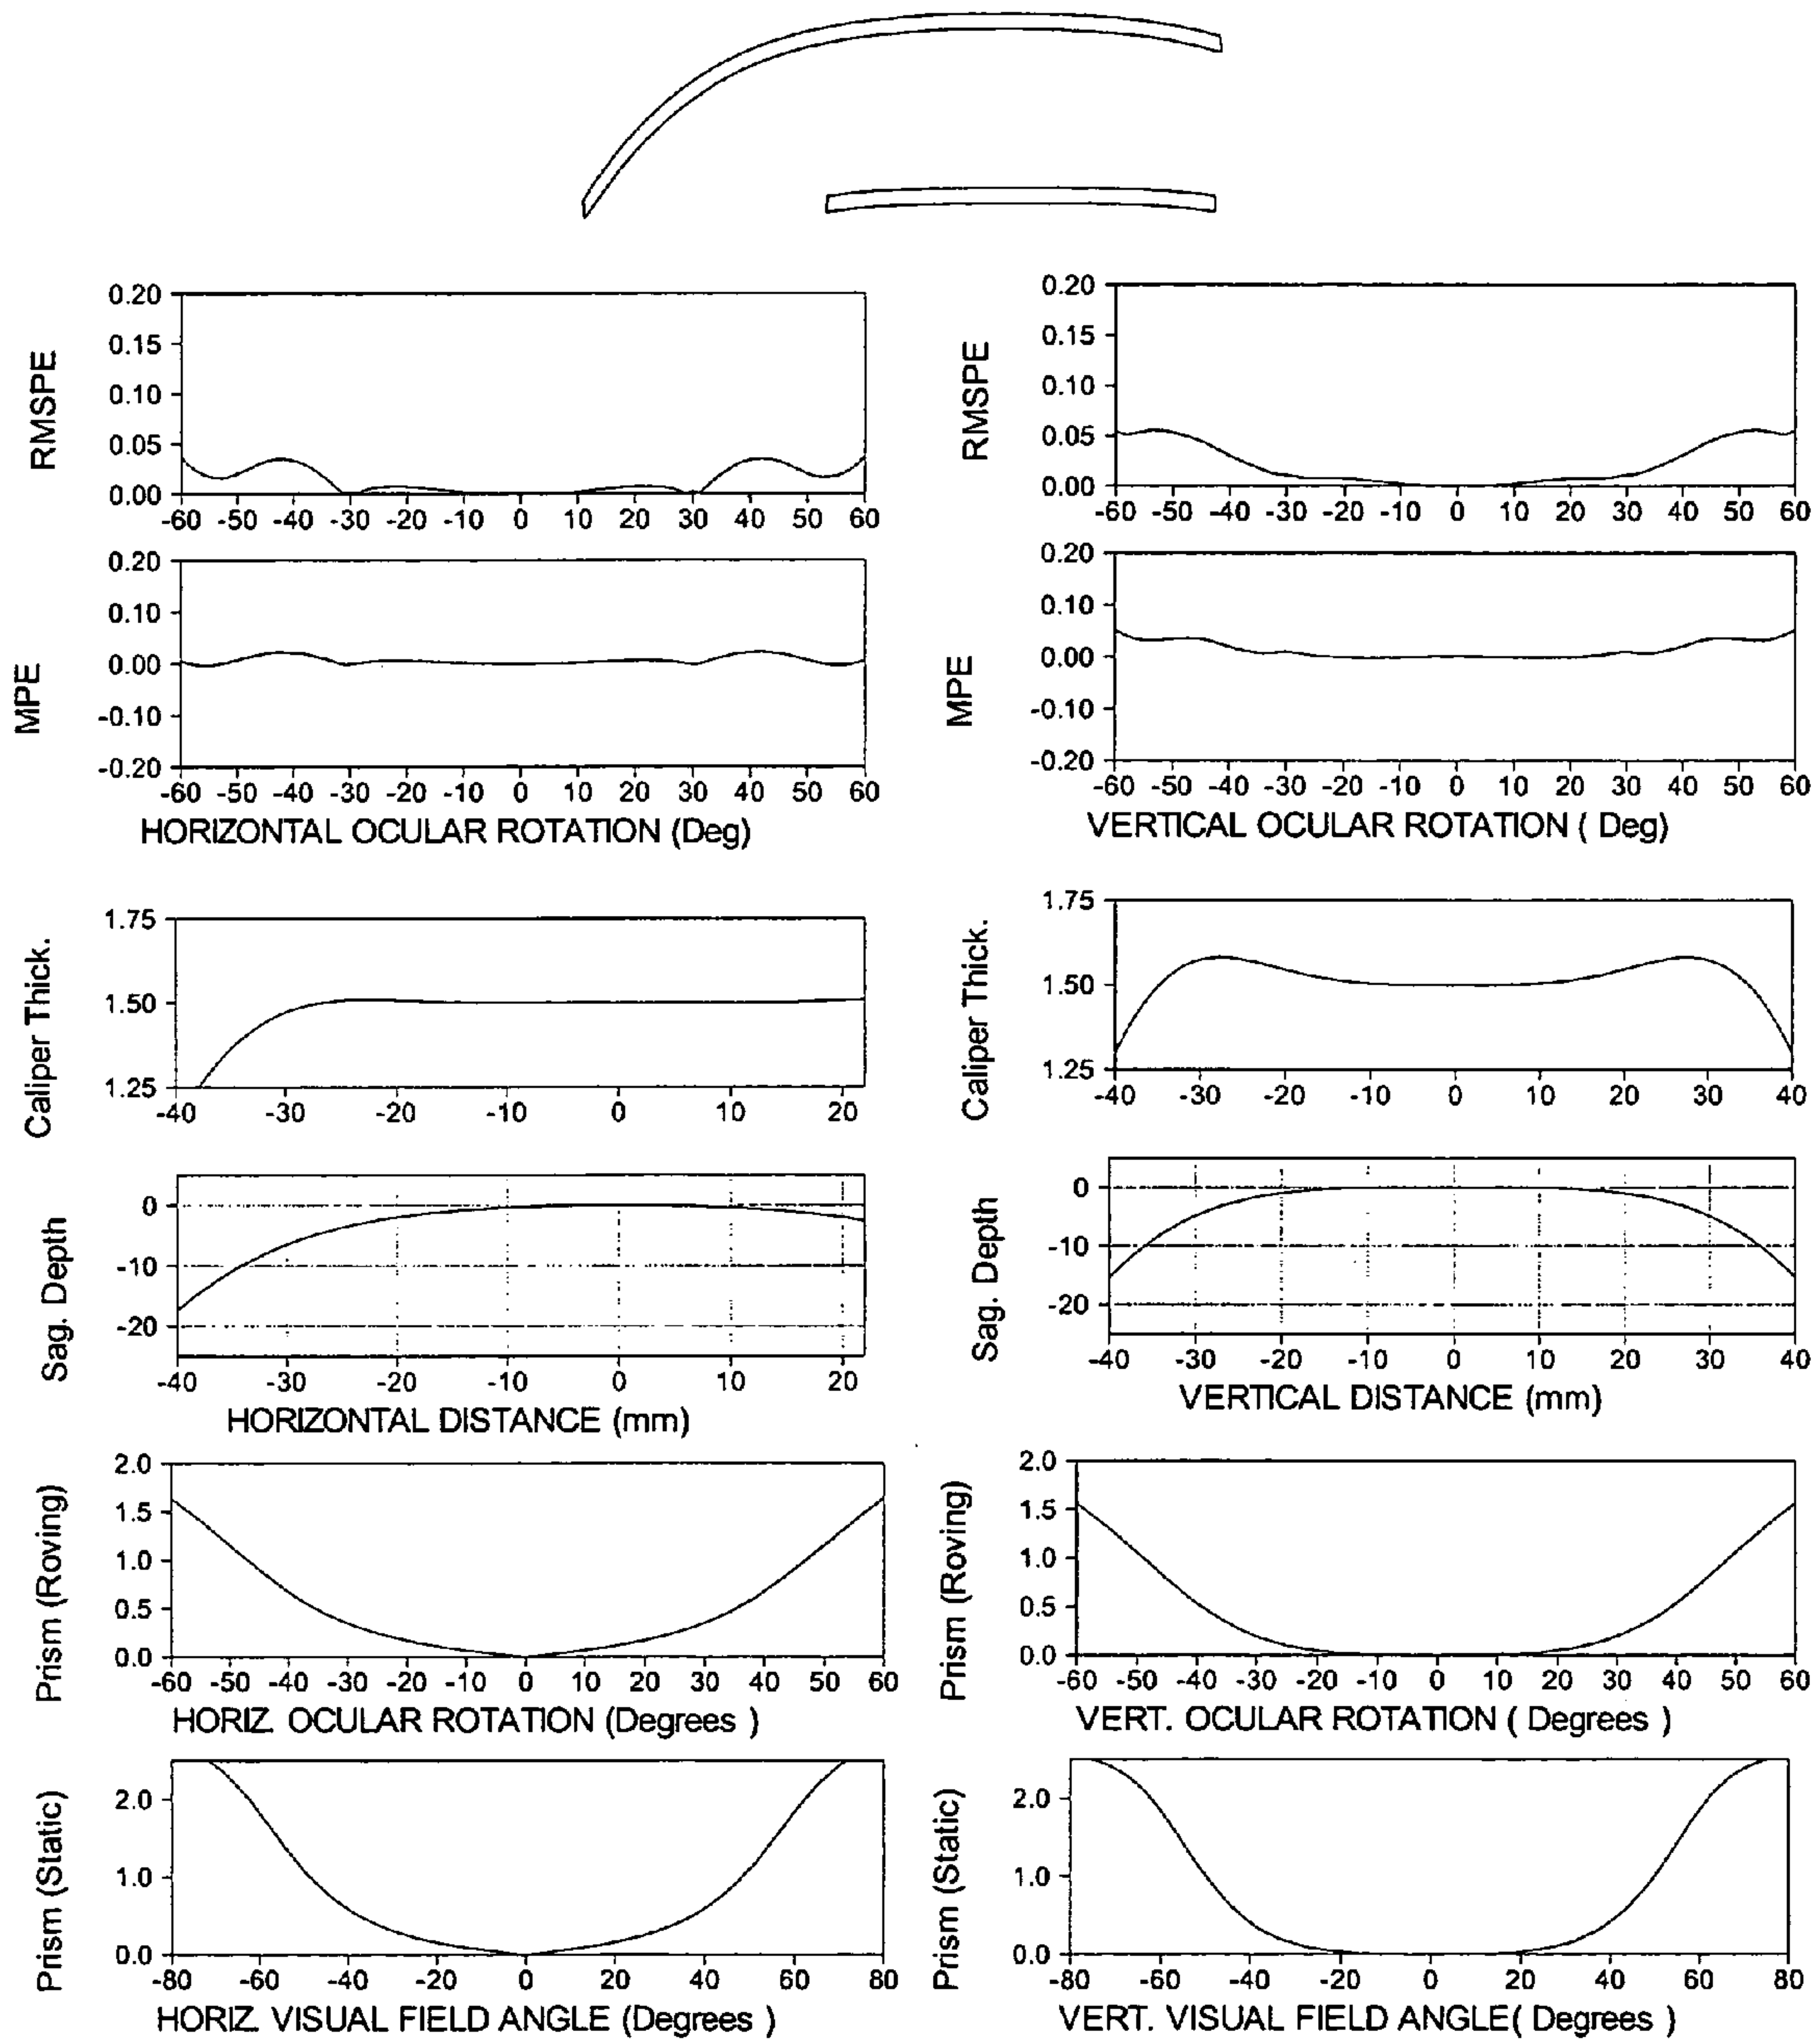 0.20
0.15
0.10
0.05
0.00
RMSPE
-60 -50 -40 -30 -20 -10 0 10 20 30 40 50 60
0.20
0.15
0.10
0.05
0.00
RMSPE
-60 -50 -40 -30 -20 -10 0 10 20 30 40 50 60
0.20
0.10
0.00
-0.10
-0.20
MPE
-60 -50 -40 -30 -20 -10 0 10 20 30 40 50 60
HORIZONTAL OCULAR ROTATION (Deg)
0.20
0.10
0.00
-0.10
-0.20
MPE
-60 -50 -40 -30 -20 -10 0 10 20 30 40 50 60
VERTICAL OCULAR ROTATION ( Deg)
1.75
1.50
1.25
Caliper Thick.
-40 -30 -20 -10 0 10 20
1.75
1.50
1.25
Caliper Thick.
-40 -30 -20 -10 0 10 20 30 40
0
-10
-20
Sag. Depth
-40 -30 -20 -10 0 10 20
HORIZONTAL DISTANCE (mm)
0
-10
-20
Sag. Depth
-40 -30 -20 -10 0 10 20 30 40
VERTICAL DISTANCE (mm)
2.0
1.5
1.0
0.5
0.0
Prism (Roving)
-60 -50 -40 -30 -20 -10 0 10 20 30 40 50 60
HORIZ. OCULAR ROTATION (Degrees )
2.0
1.5
1.0
0.5
0.0
Prism (Roving)
-60 -50 -40 -30 -20 -10 0 10 20 30 40 50 60
VERT. OCULAR ROTATION ( Degrees )
2.0
1.0
0.0
Prism (Static)
-80 -60 -40 -20 0 20 40 60 80
HORIZ. VISUAL FIELD ANGLE (Degrees )
2.0
1.0
0.0
Prism (Static)
-80 -60 -40 -20 0 20 40 60 80
VERT. VISUAL FIELD ANGLE( Degrees )